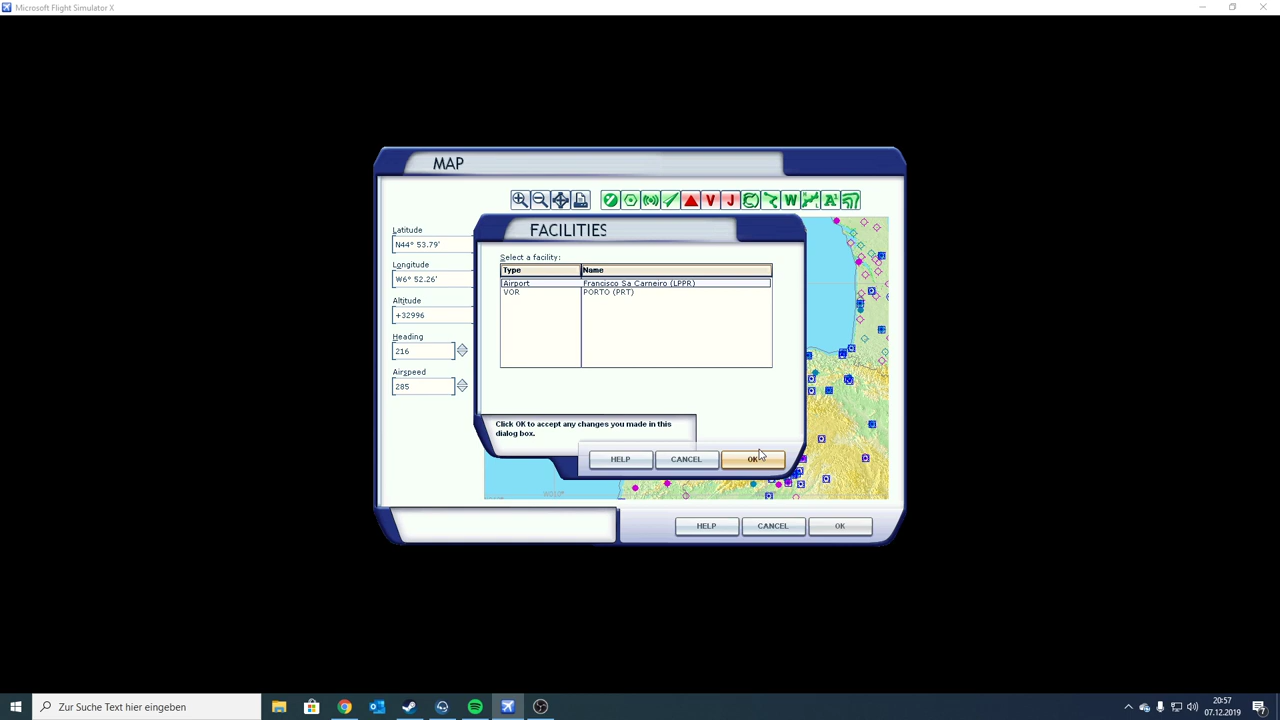 Microsoft Flight Simulator X
MAP
Latitude
N44° 53.79'
Longitude
W6° 52.26'
Altitude
+32996
Heading
216
Airspeed
285
V
J
W
A
FACILITIES
Select a facility:
Type Name
Airport Francisco Sa Carneiro (LPPR)
VOR PORTO (PRT)
Click OK to accept any changes you made in this
dialog box.
HELP CANCEL OK
W010°
HELP CANCEL OK
Zur Suche Text hier eingeben
20:57
07.12.2019